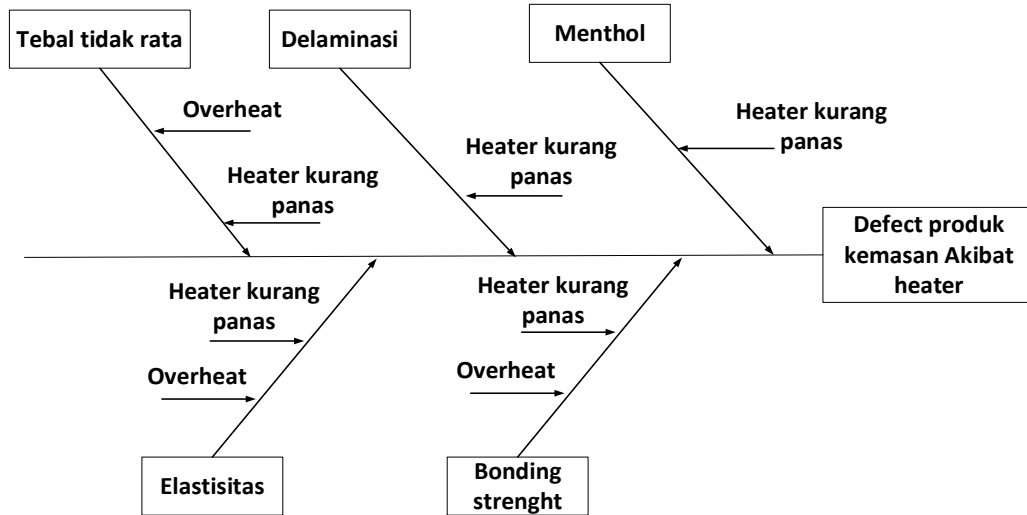 Tebal tidak rata
Delaminasi
Menthol
Overheat
Heater kurang
panas
Heater kurang
panas
Heater kurang
panas
Defect produk
kemasan Akibat
heater
Heater kurang
panas
Overheat
Heater kurang
panas
Overheat
Elastisitas
Bonding
strenght